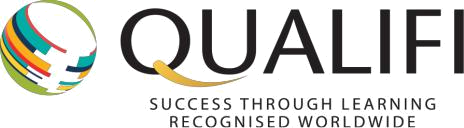 QUALIFI
SUCCESS THROUGH LEARNING
RECOGNISED WORLDWIDE